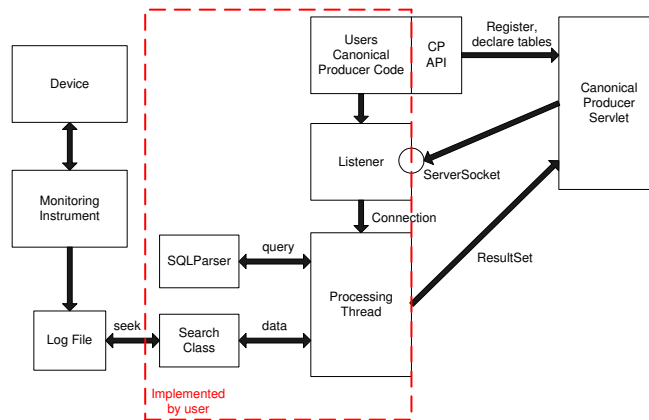 Users
Canonical
Producer Code
CP
API
Register,
declare tables
Canonical
Producer
Servlet
Device
Listener
ServerSocket
Monitoring
Instrument
Connection
SQLParser
query
Processing
Thread
ResultSet
Log File
seek
Search
Class
data
Implemented
by user